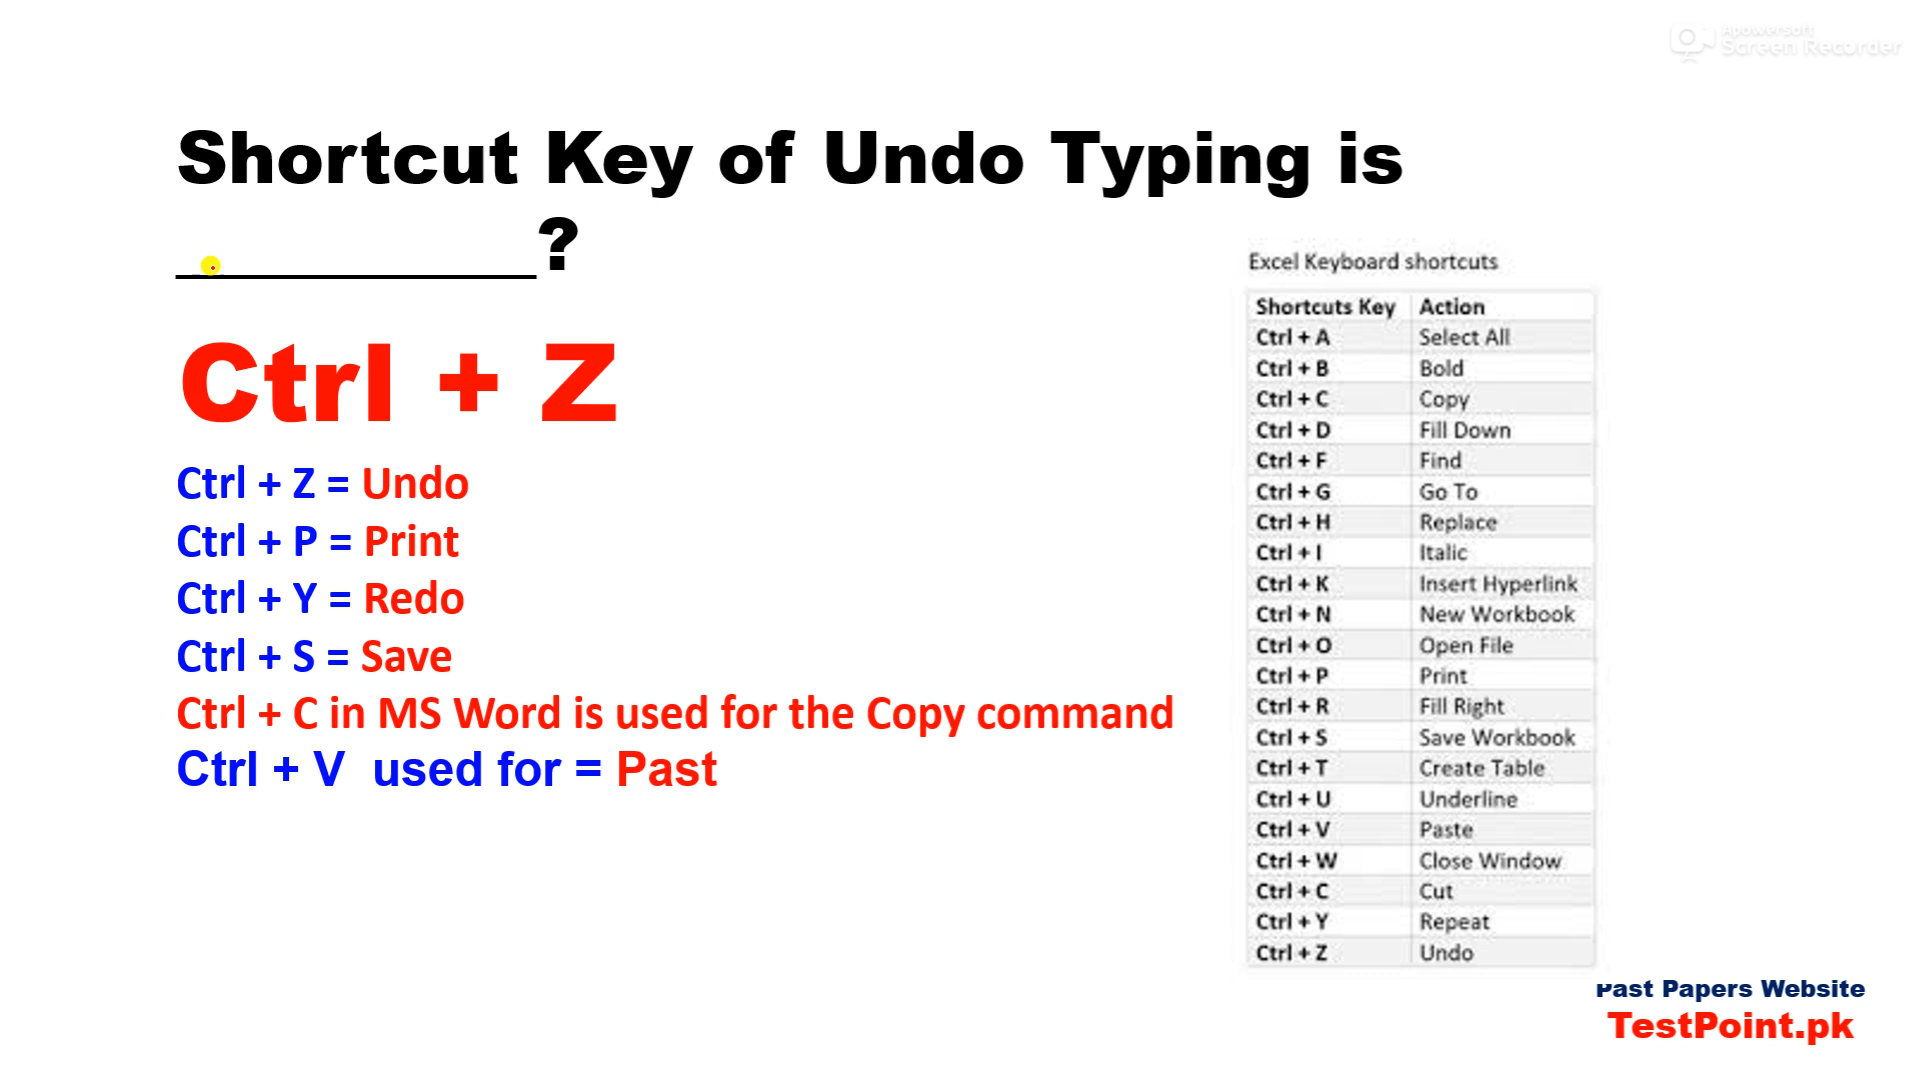 Apowersoft
Screen Recorder
Shortcut Key of Undo Typing is
____________?
Ctrl + Z
Ctrl + Z = Undo
Ctrl + P = Print
Ctrl + Y = Redo
Ctrl + S = Save
Ctrl + C in MS Word is used for the Copy command
Ctrl + V used for = Past
Excel Keyboard shortcuts
Shortcuts Key Action
Ctrl + A Select All
Ctrl + B Bold
Ctrl + C Copy
Ctrl + D Fill Down
Ctrl + F Find
Ctrl + G Go To
Ctrl + H Replace
Ctrl + I Italic
Ctrl + K Insert Hyperlink
Ctrl + N New Workbook
Ctrl + O Open File
Ctrl + P Print
Ctrl + R Fill Right
Ctrl + S Save Workbook
Ctrl + T Create Table
Ctrl + U Underline
Ctrl + V Paste
Ctrl + W Close Window
Ctrl + C Cut
Ctrl + Y Repeat
Ctrl + Z Undo
Past Papers Website
TestPoint.pk